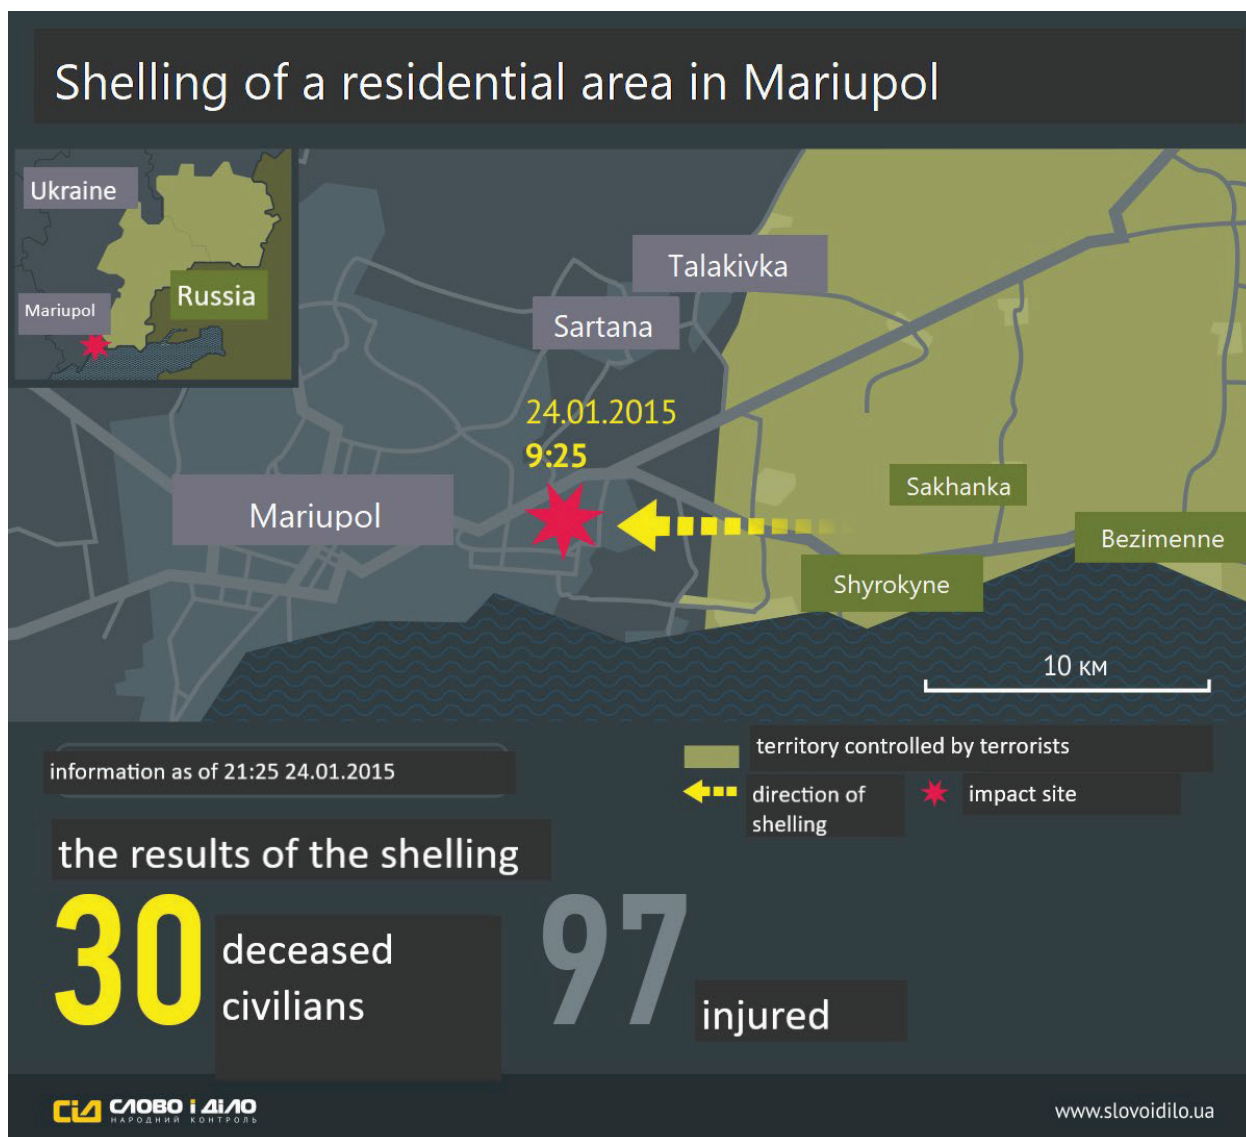 Shelling of a residential area in Mariupol
Ukraine
Mariupol
Russia
Talakivka
Sartana
24.01.2015
9:25
Mariupol
Sakhanka
Bezimenne
Shyrokyne
10 км
information as of 21:25 24.01.2015
territory controlled by terrorists
direction of
shelling
impact site
the results of the shelling
30
deceased
civilians
97
injured
СіД СЛОВО і ДіЛО
НАРОДНИЙ КОНТРОЛЬ
www.slovoidilo.ua